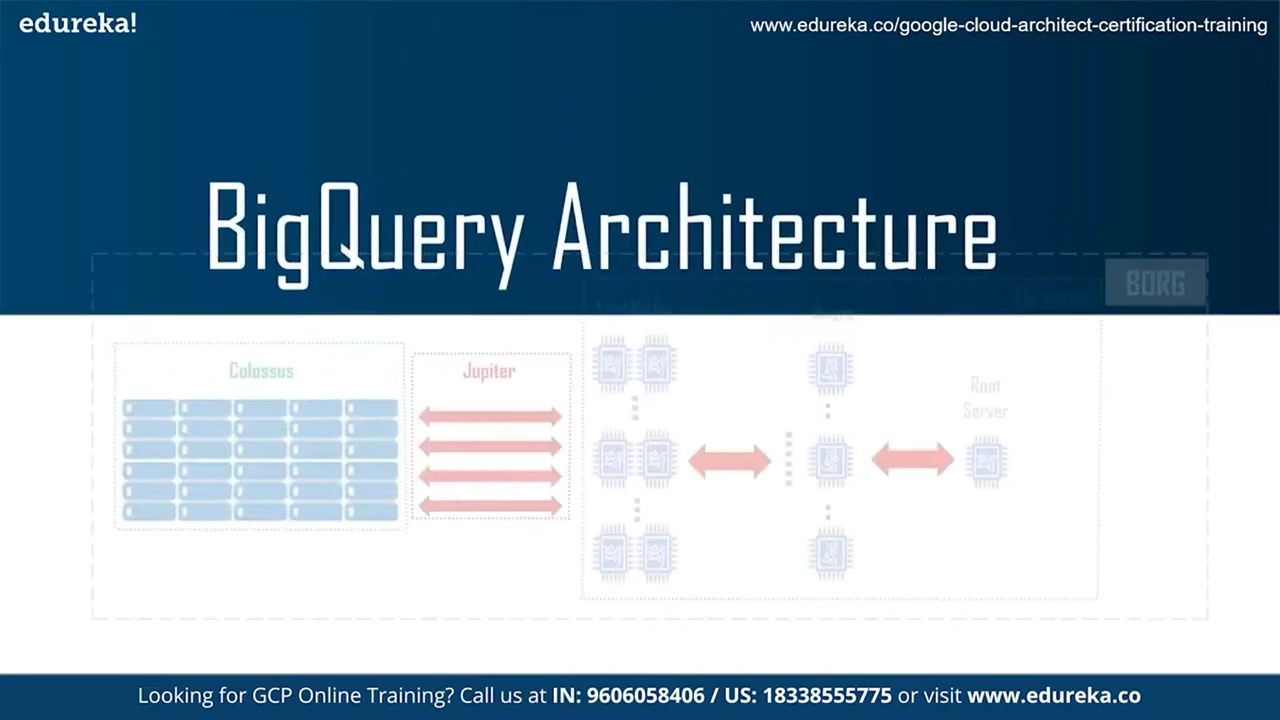 edureka!
www.edureka.co/google-cloud-architect-certification-training
BigQuery Architecture
BORG
Colossus
Jupiter
Root
Server
Looking for GCP Online Training? Call us at IN: 9606058406 / US: 18338555775 or visit www.edureka.co